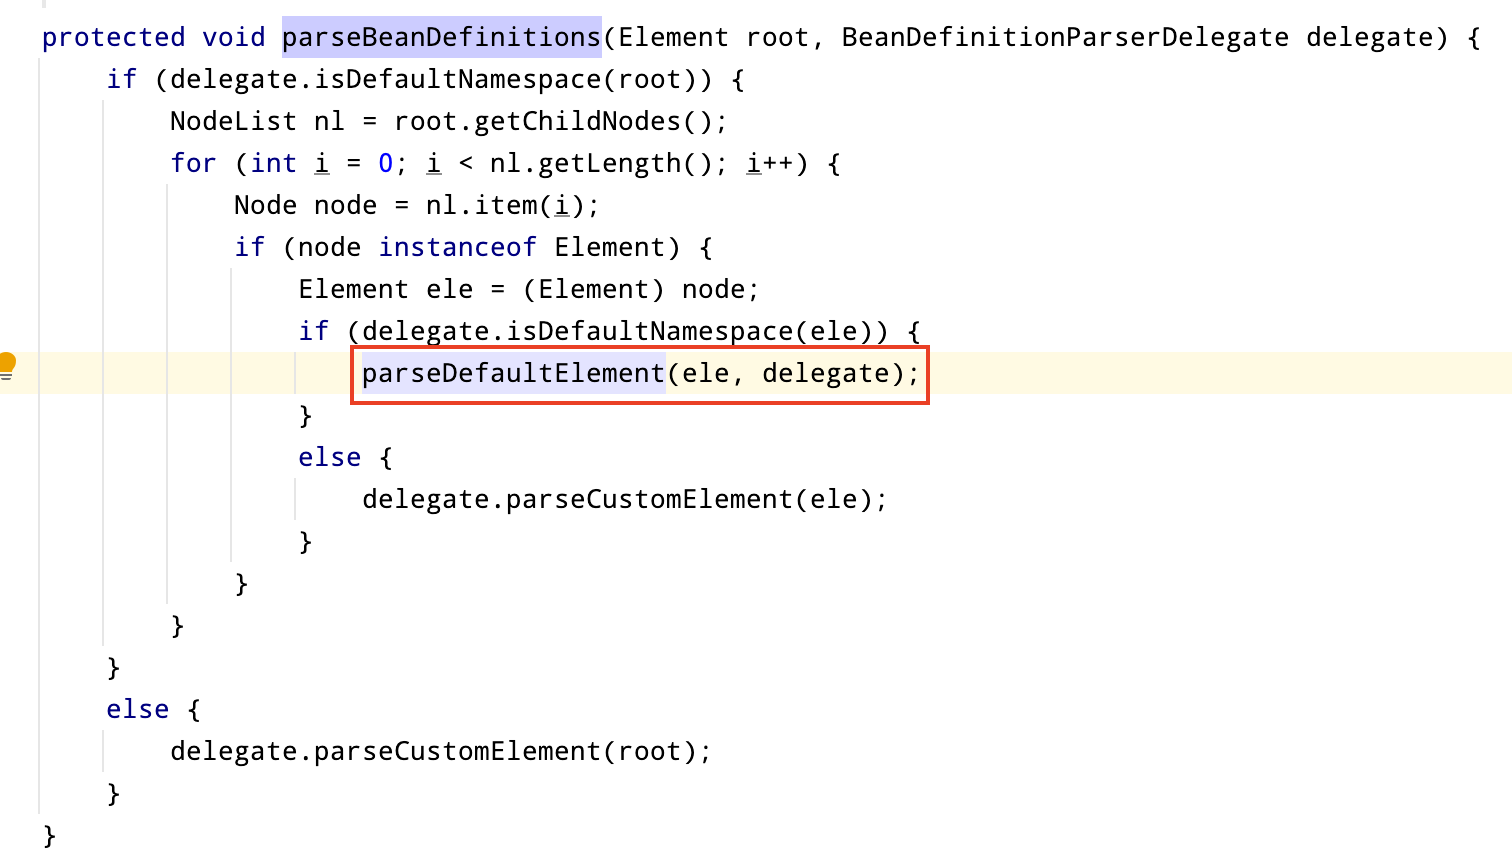 protected void parseBeanDefinitions(Element root, BeanDefinitionParserDelegate delegate) {
    if (delegate.isDefaultNamespace(root)) {
        NodeList nl = root.getChildNodes();
        for (int i = 0; i < nl.getLength(); i++) {
            Node node = nl.item(i);
            if (node instanceof Element) {
                Element ele = (Element) node;
                if (delegate.isDefaultNamespace(ele)) {
                    parseDefaultElement(ele, delegate);
                }
                else {
                    delegate.parseCustomElement(ele);
                }
            }
        }
    }
    else {
        delegate.parseCustomElement(root);
    }
}